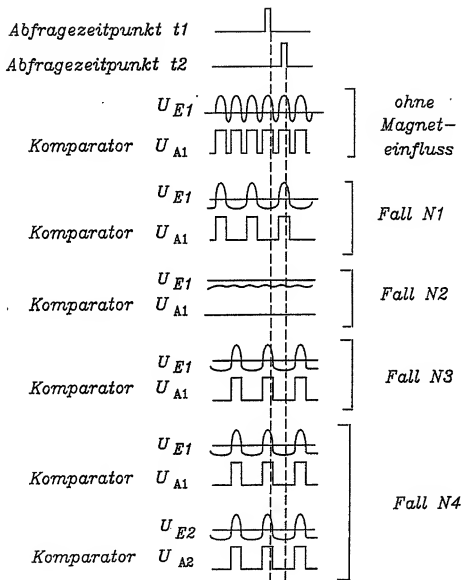 Abfragezeitpunkt t1
Abfragezeitpunkt t2
U E1
Komparator U A1
ohne
Magnet-
einfluss
U E1
Komparator U A1
Fall N1
U E1
Komparator U A1
Fall N2
U E1
Komparator U A1
Fall N3
U E1
Komparator U A1
U E2
Komparator U A2
Fall N4